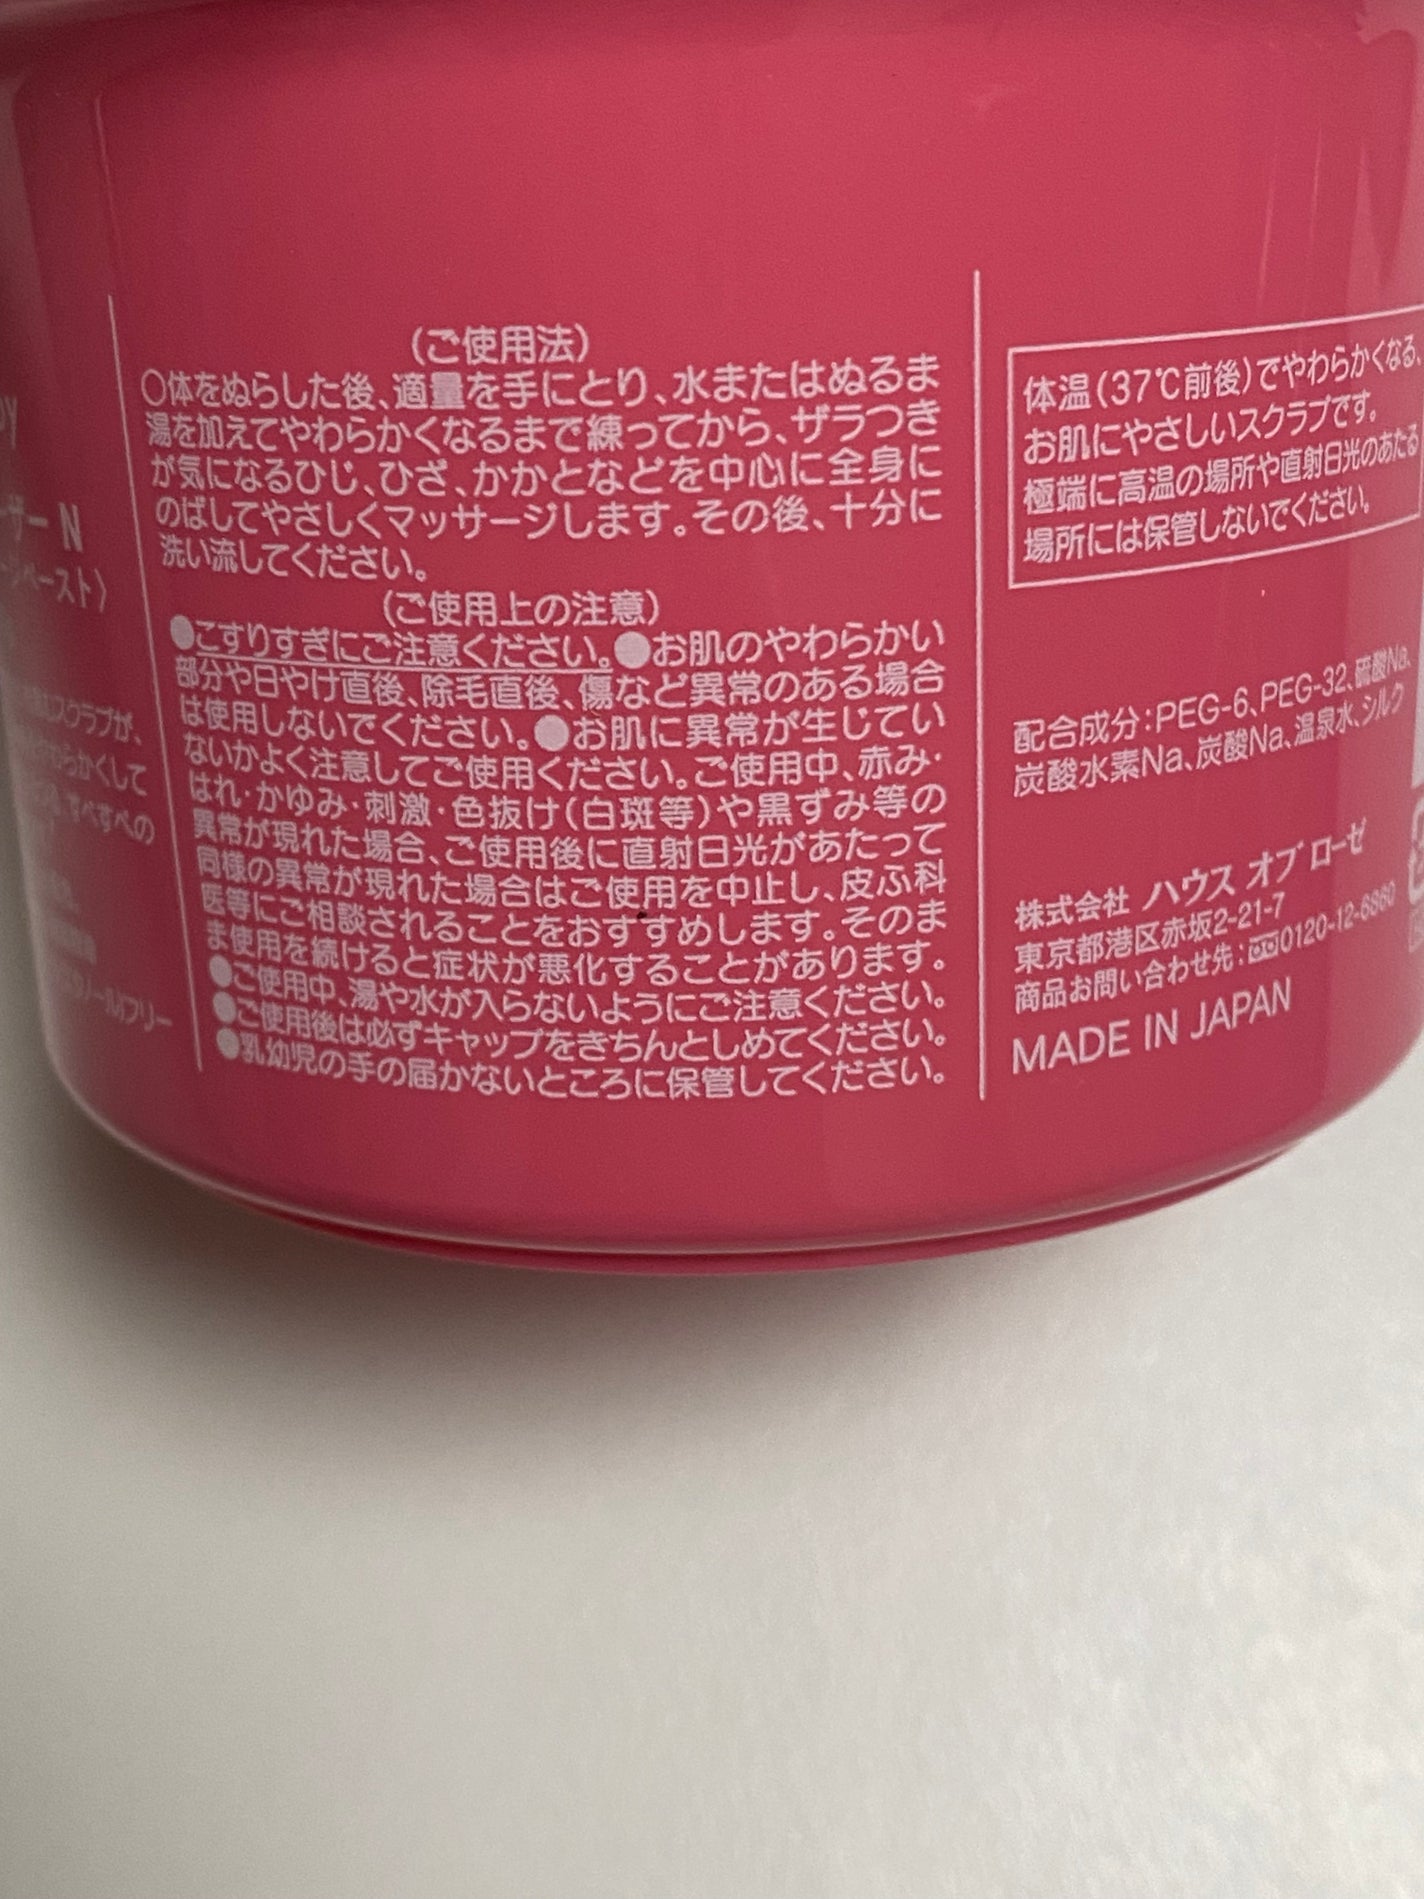 ーザー N
ペースト〉
スクラブが、
わらかくして
すべすべの
フリー
（ご使用法）
○体をぬらした後、適量を手にとり、水またはぬるま
湯を加えてやわらかくなるまで練ってから、ザラつき
が気になるひじ、ひざ、かかとなどを中心に全身に
のばしてやさしくマッサージします。その後、十分に
洗い流してください。
（ご使用上の注意）
●こすりすぎにご注意ください。●お肌のやわらかい
部分や日やけ直後、除毛直後、傷など異常のある場合
は使用しないでください。●お肌に異常が生じてい
ないかよく注意してご使用ください。ご使用中、赤み・
はれ・かゆみ・刺激・色抜け（白斑等）や黒ずみ等の
異常が現れた場合、ご使用後に直射日光があたって
同様の異常が現れた場合はご使用を中止し、皮ふ科
医等にご相談されることをおすすめします。そのま
ま使用を続けると症状が悪化することがあります。
●ご使用中、湯や水が入らないようにご注意ください。
●ご使用後は必ずキャップをきちんとしめてください。
●乳幼児の手の届かないところに保管してください。
体温（37℃前後）でやわらかくなる、
お肌にやさしいスクラブです。
極端に高温の場所や直射日光のあたる
場所には保管しないでください。
配合成分：PEG-6、PEG-32、硫酸Na、
炭酸水素Na、炭酸Na、温泉水、シルク
株式会社 ハウス オブ ローゼ
東京都港区赤坂2-21-7
商品お問い合わせ先：0120-12-6860
MADE IN JAPAN